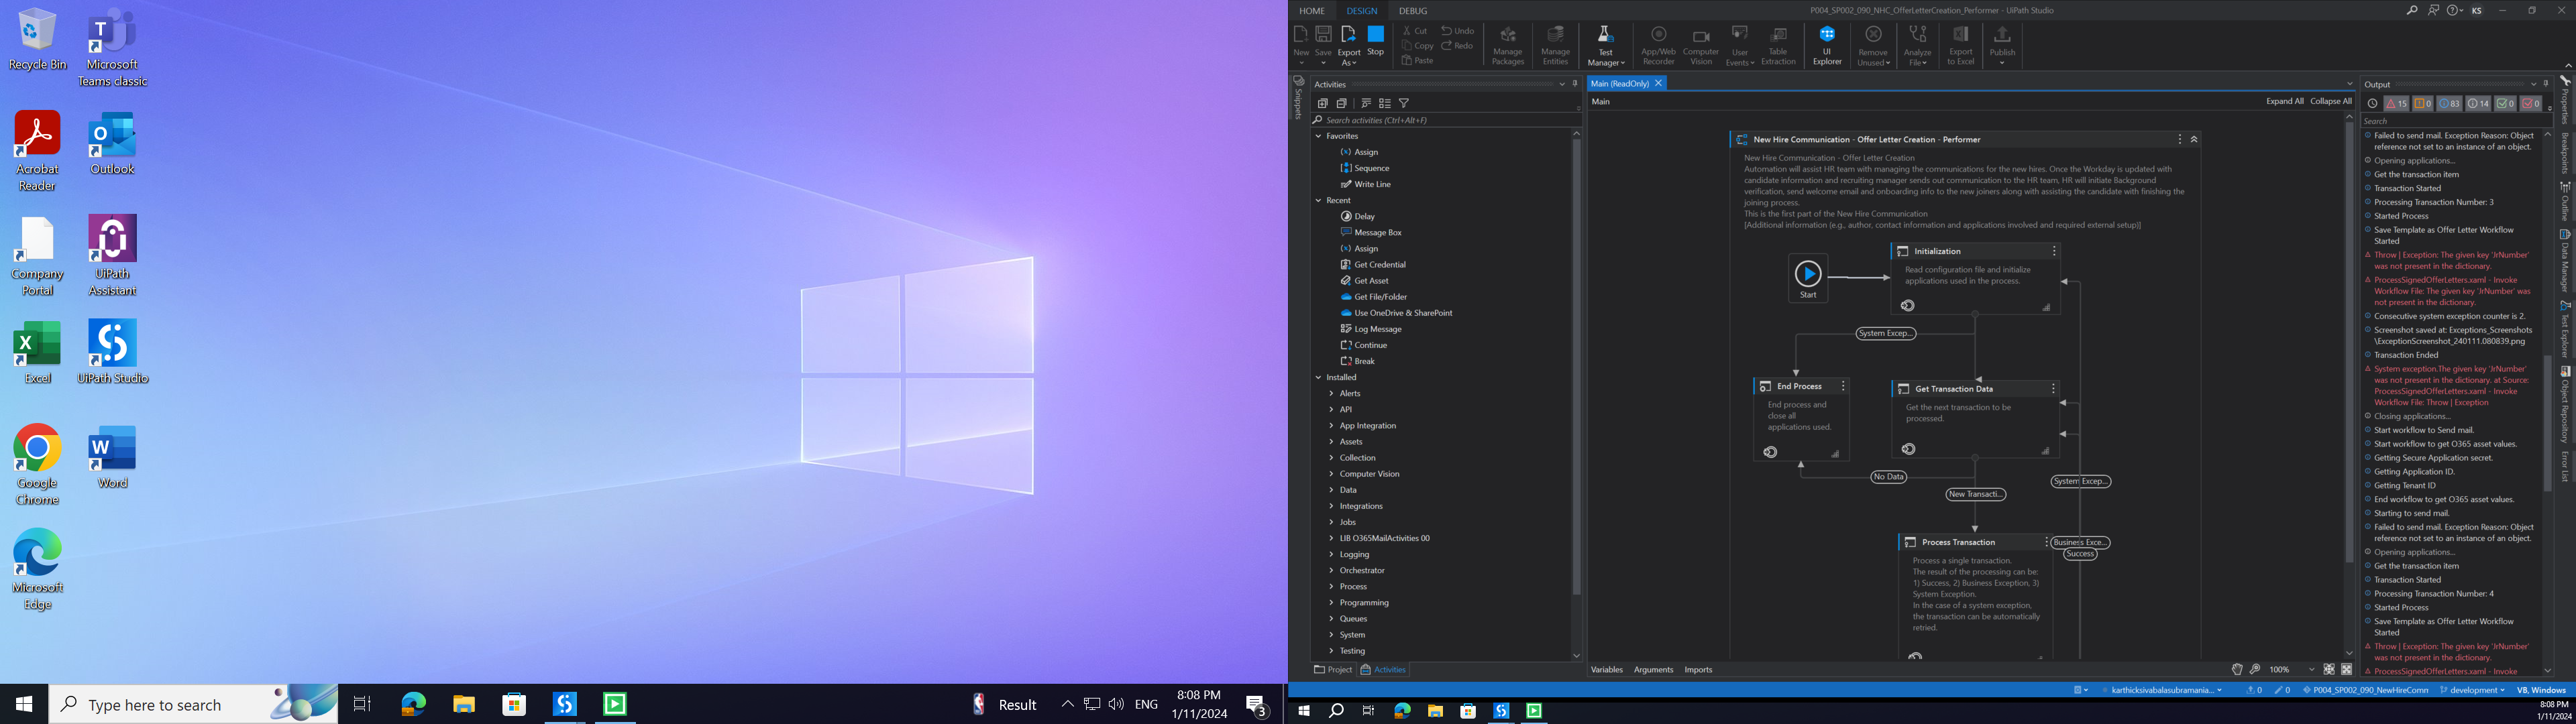 Recycle Bin
Microsoft
Teams classic
Acrobat
Reader
Outlook
Company
Portal
UiPath
Assistant
Excel
UiPath Studio
Google
Chrome
Word
Microsoft
Edge
Type here to search
Result
ENG
8:08 PM
1/11/2024
3
HOME
DESIGN
DEBUG
P004_SP002_090_NHC_OfferLetterCreation_Performer - UiPath Studio
KS
New
Save
Export
As
Stop
Cut
Copy
Paste
Undo
Redo
Manage
Packages
Manage
Entities
Test
Manager
App/Web
Recorder
Computer
Vision
User
Events
Table
Extraction
UI
Explorer
Remove
Unused
Analyze
File
Export
to Excel
Publish
Snippets
Activities
Search activities (Ctrl+Alt+F)
Favorites
Assign
Sequence
Write Line
Recent
Delay
Message Box
Assign
Get Credential
Get Asset
Get File/Folder
Use OneDrive & SharePoint
Log Message
Continue
Break
Installed
Alerts
API
App Integration
Assets
Collection
Computer Vision
Data
Integrations
Jobs
LIB O365MailActivities 00
Logging
Orchestrator
Process
Programming
Queues
System
Testing
Project
Activities
Main (ReadOnly)
Main
Expand All
Collapse All
New Hire Communication - Offer Letter Creation - Performer
New Hire Communication - Offer Letter Creation
Automation will assist HR team with managing the communications for the new hires. Once the Workday is updated with
candidate information and recruiting manager sends out communication to the HR team, HR will initiate Background
verification, send welcome email and onboarding info to the new joiners along with assisting the candidate with finishing the
joining process.
This is the first part of the New Hire Communication
[Additional information (e.g., author, contact information and applications involved and required external setup)]
Start
Initialization
Read configuration file and initialize
applications used in the process.
System Excep...
End Process
End process and
close all
applications used.
Get Transaction Data
Get the next transaction to be
processed.
No Data
New Transacti...
System Excep...
Process Transaction
Business Exce...
Success
Process a single transaction.
The result of the processing can be:
1) Success, 2) Business Exception, 3)
System Exception.
In the case of a system exception,
the transaction can be automatically
retried.
Variables
Arguments
Imports
100%
Output
15
0
83
14
0
0
Search
Failed to send mail. Exception Reason: Object
reference not set to an instance of an object.
Opening applications...
Get the transaction item
Transaction Started
Processing Transaction Number: 3
Started Process
Save Template as Offer Letter Workflow
Started
Throw | Exception: The given key 'JrNumber'
was not present in the dictionary.
ProcessSignedOfferLetters.xaml - Invoke
Workflow File: The given key 'JrNumber' was
not present in the dictionary.
Consecutive system exception counter is 2.
Screenshot saved at: Exceptions_Screenshots
\ExceptionScreenshot_240111.080839.png
Transaction Ended
System exception.The given key 'JrNumber'
was not present in the dictionary. at Source:
ProcessSignedOfferLetters.xaml - Invoke
Workflow File: Throw | Exception
Closing applications...
Start workflow to Send mail.
Start workflow to get O365 asset values.
Getting Secure Application secret.
Getting Application ID.
Getting Tenant ID
End workflow to get O365 asset values.
Starting to send mail.
Failed to send mail. Exception Reason: Object
reference not set to an instance of an object.
Opening applications...
Get the transaction item
Transaction Started
Processing Transaction Number: 4
Started Process
Save Template as Offer Letter Workflow
Started
Throw | Exception: The given key 'JrNumber'
was not present in the dictionary.
ProcessSignedOfferLetters.xaml - Invoke
Properties
Breakpoints
Outline
Data Manager
Test Explorer
Object Repository
Error List
karthicksivabalasubramania...
0
0
P004_SP002_090_NewHireComm
development
VB, Windows
8:08 PM
1/11/2024